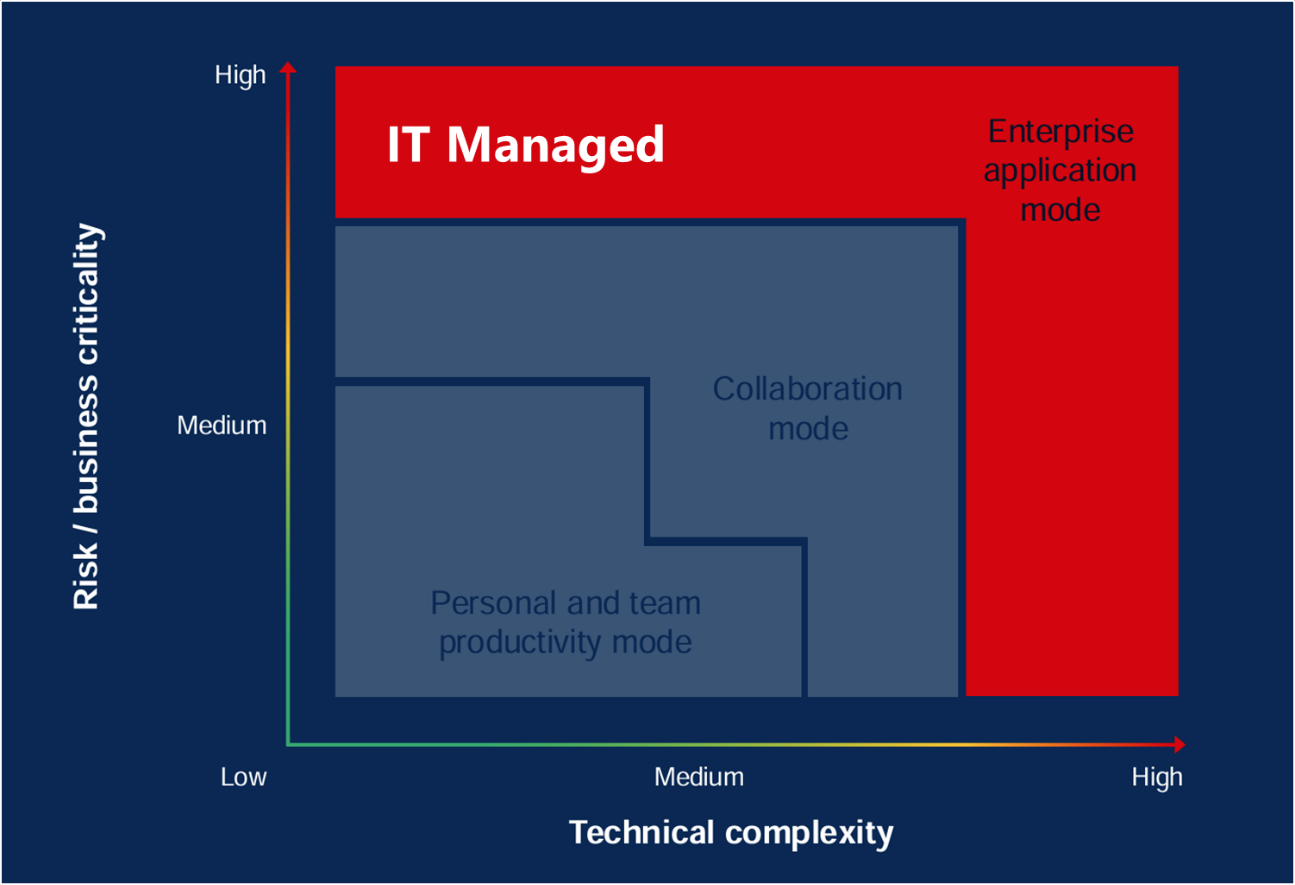 High
IT Managed
Enterprise
application
mode
Risk / business criticality
Medium
Collaboration
mode
Personal and team
productivity mode
Low
Medium
High
Technical complexity